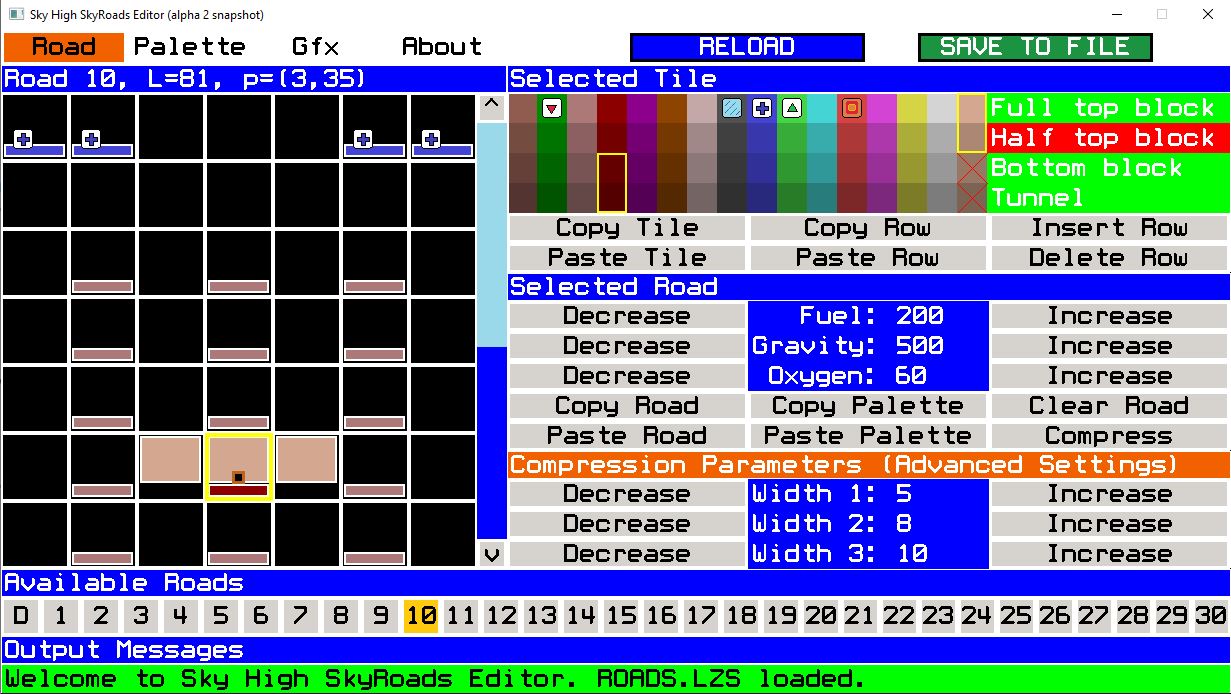 Sky High SkyRoads Editor (alpha 2 snapshot)
Road Palette Gfx About RELOAD SAVE TO FILE
Road 10, L=81, p=(3,35) Selected Tile
Full top block
Half top block
Bottom block
Tunnel
Copy Tile Copy Row Insert Row
Paste Tile Paste Row Delete Row
Selected Road
Decrease Fuel: 200 Increase
Decrease Gravity: 500 Increase
Decrease Oxygen: 60 Increase
Copy Road Copy Palette Clear Road
Paste Road Paste Palette Compress
Compression Parameters (Advanced Settings)
Decrease Width 1: 5 Increase
Decrease Width 2: 8 Increase
Decrease Width 3: 10 Increase
Available Roads
D 1 2 3 4 5 6 7 8 9 10 11 12 13 14 15 16 17 18 19 20 21 22 23 24 25 26 27 28 29 30
Output Messages
Welcome to Sky High SkyRoads Editor. ROADS.LZS loaded.